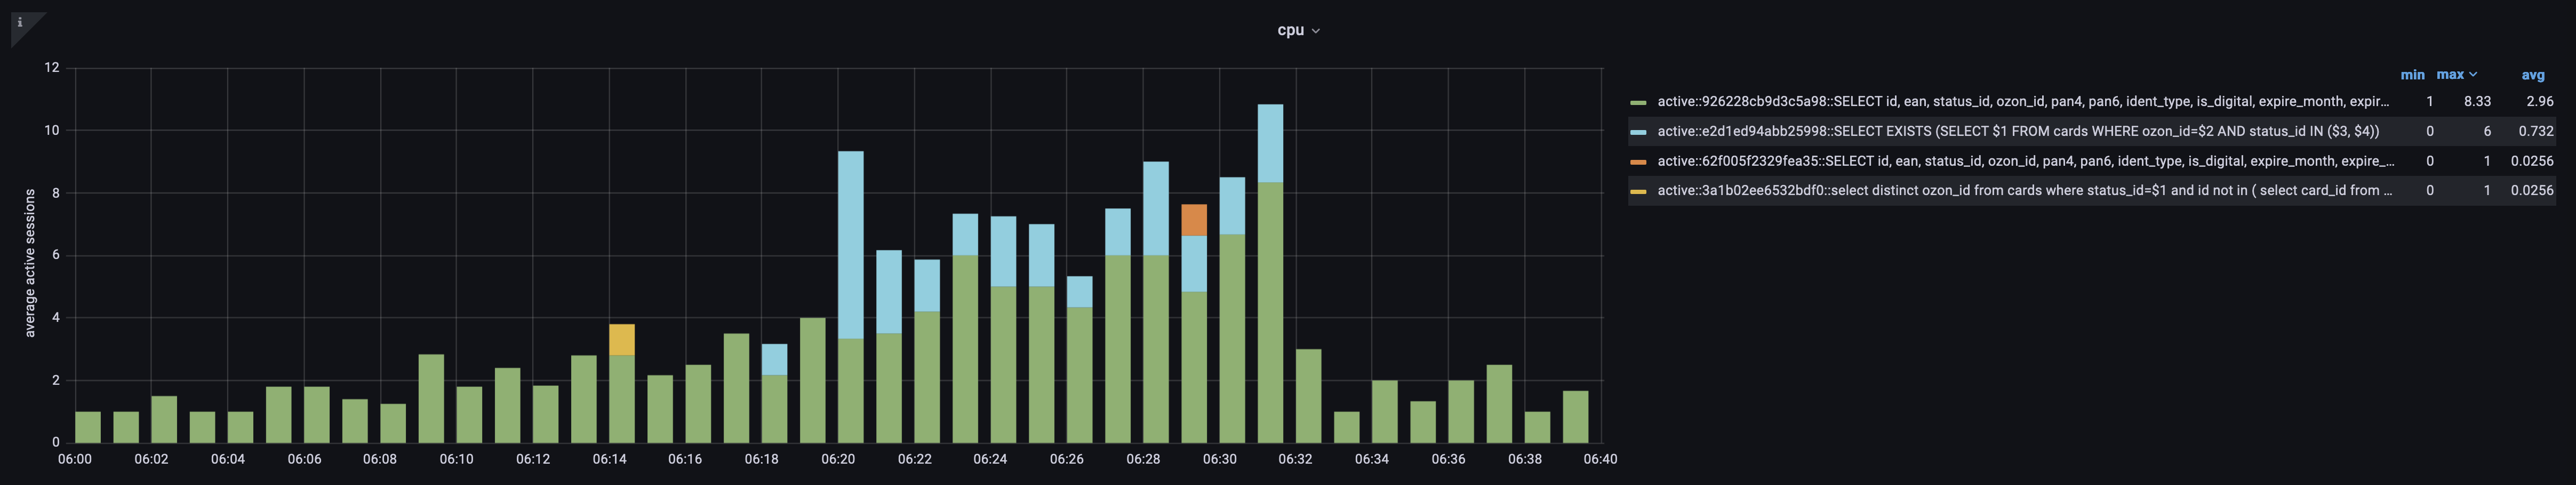 i
cpu
average active sessions
12
10
8
6
4
2
0
06:00 06:02 06:04 06:06 06:08 06:10 06:12 06:14 06:16 06:18 06:20 06:22 06:24 06:26 06:28 06:30 06:32 06:34 06:36 06:38 06:40
min max avg
active::926228cb9d3c5a98::SELECT id, ean, status_id, ozon_id, pan4, pan6, ident_type, is_digital, expire_month, expir... 1 8.33 2.96
active::e2d1ed94abb25998::SELECT EXISTS (SELECT $1 FROM cards WHERE ozon_id=$2 AND status_id IN ($3, $4)) 0 6 0.732
active::62f005f2329fea35::SELECT id, ean, status_id, ozon_id, pan4, pan6, ident_type, is_digital, expire_month, expire_... 0 1 0.0256
active::3a1b02ee6532bdf0::select distinct ozon_id from cards where status_id=$1 and id not in ( select card_id from ... 0 1 0.0256